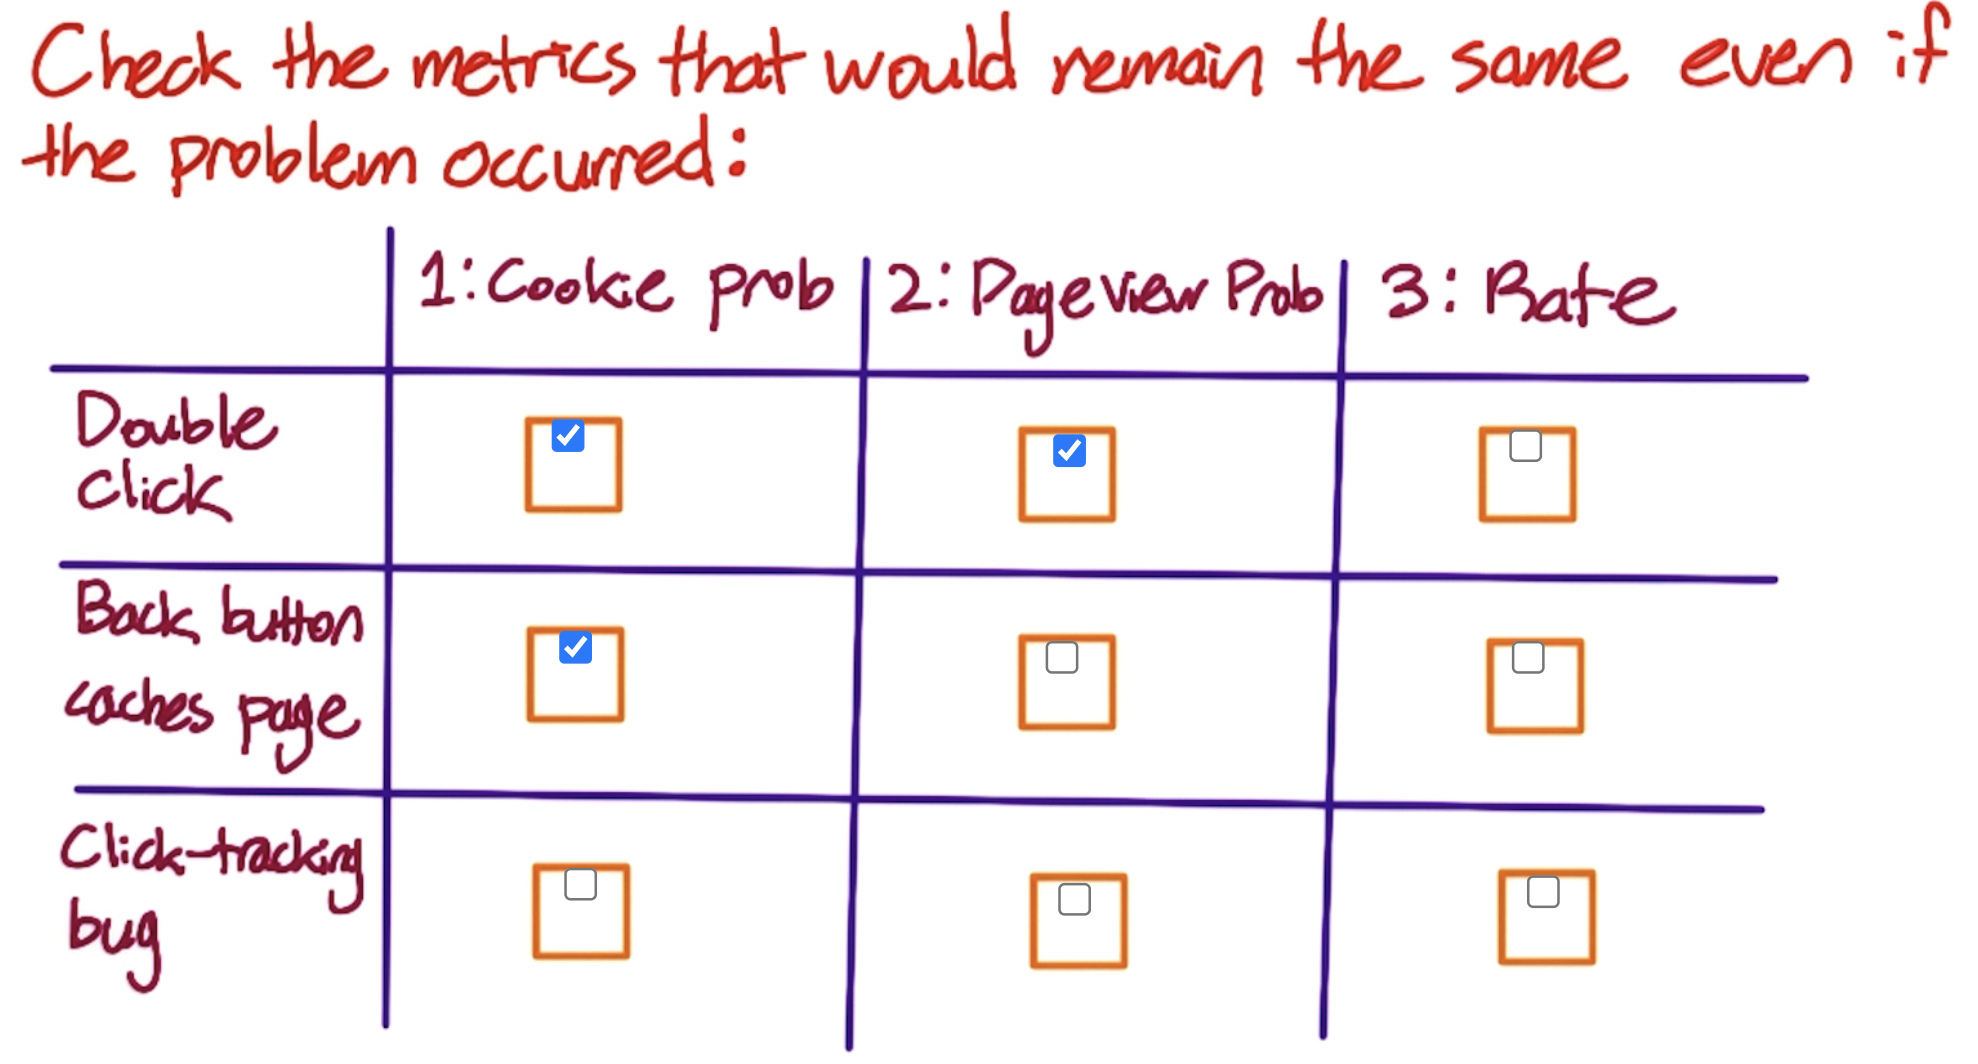 Check the metrics that would remain the same even if
the problem occurred:
1: Cookie prob 2: Pageview Prob 3: Rate
Double
click
Back button
caches page
Click-tracking
bug